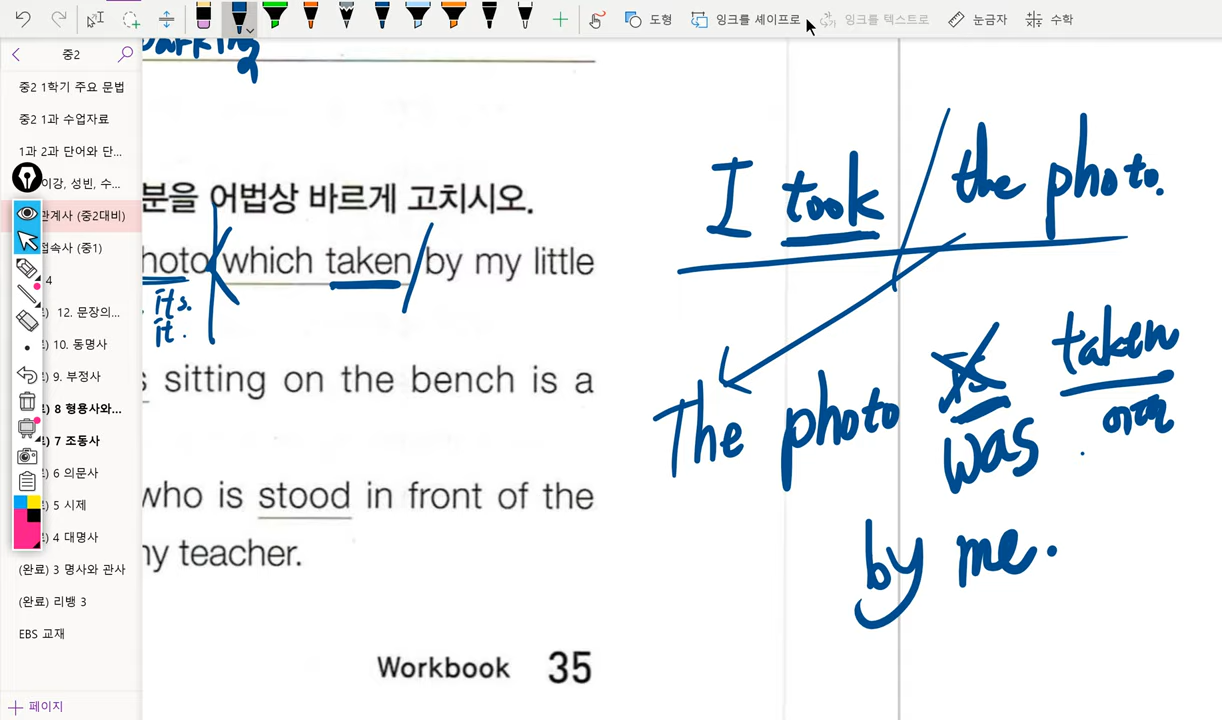 도형
잉크를 셰이프로
잉크를 텍스트로
눈금자
수학
중2
중2 1학기 주요 문법
중2 1과 수업자료
1과 2과 단어와 단...
이강, 성빈, 수...
관계사 (중2대비)
접속사 (중1)
4
) 12. 문장의...
) 10. 동명사
) 9. 부정사
) 8 형용사와...
) 7 조동사
) 6 의문사
) 5 시제
) 4 대명사
(완료) 3 명사와 관사
(완료) 리뱅 3
EBS 교재
페이지
분을 어법상 바르게 고치시오.
hoto which taken by my little
its.
it.
s sitting on the bench is a
who is stood in front of the
ny teacher.
Workbook 35
I took the photo.
The photo was taken
by me.